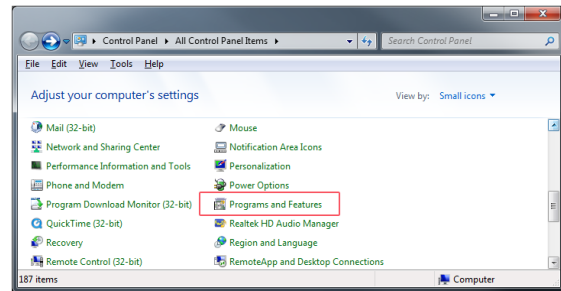 Control Panel ▸ All Control Panel Items ▸ Search Control Panel
File Edit View Tools Help
Adjust your computer's settings View by: Small icons
Mail (32-bit) Mouse
Network and Sharing Center Notification Area Icons
Performance Information and Tools Personalization
Phone and Modem Power Options
Program Download Monitor (32-bit) Programs and Features
QuickTime (32-bit) Realtek HD Audio Manager
Recovery Region and Language
Remote Control (32-bit) RemoteApp and Desktop Connections
187 items Computer